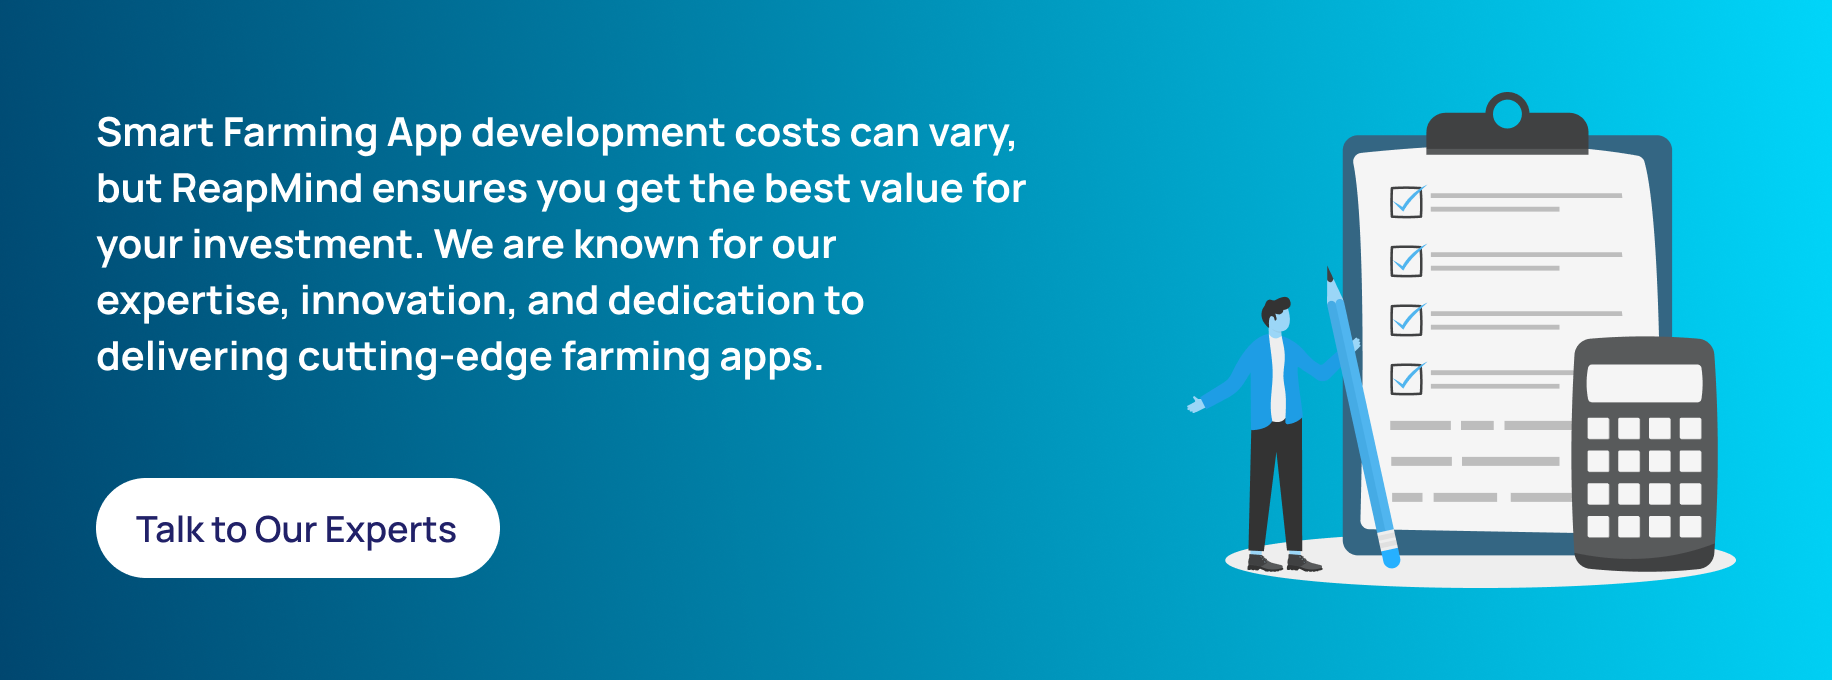 Smart Farming App development costs can vary,
but ReapMind ensures you get the best value for
your investment. We are known for our
expertise, innovation, and dedication to
delivering cutting-edge farming apps.
Talk to Our Experts